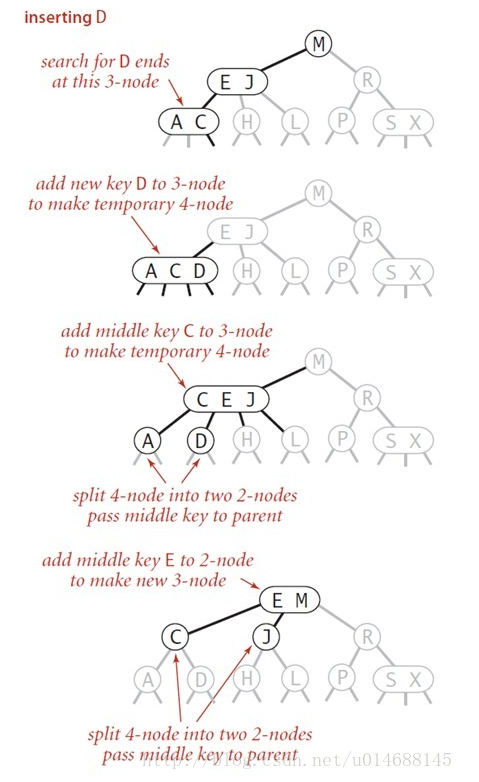 inserting D
M
search for D ends
at this 3-node
E J
R
A C
H
L
P
S X
add new key D to 3-node
to make temporary 4-node
M
E J
R
A C D
H
L
P
S X
add middle key C to 3-node
to make temporary 4-node
M
C E J
R
A
D
H
L
P
S X
split 4-node into two 2-nodes
pass middle key to parent
add middle key E to 2-node
to make new 3-node
E M
C
J
R
A
D
H
L
P
S X
split 4-node into two 2-nodes
pass middle key to parent
http://blog.csdn.net/u014688145